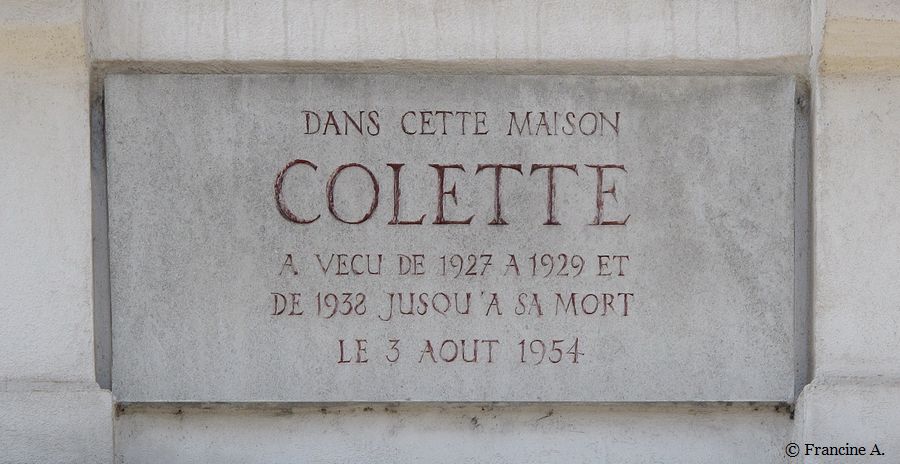 DANS CETTE MAISON
COLETTE
A VECU DE 1927 A 1929 ET
DE 1938 JUSQU'A SA MORT
LE 3 AOUT 1954
© Francine A.